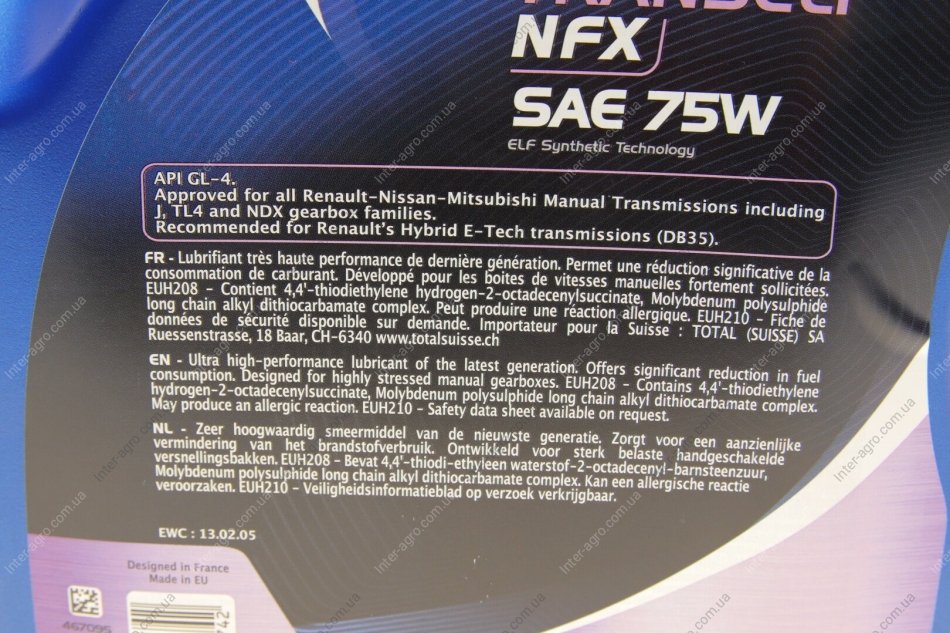 NFX
SAE 75W
ELF Synthetic Technology
API GL-4.
Approved for all Renault-Nissan-Mitsubishi Manual Transmissions including
J, TL4 and NDX gearbox families.
Recommended for Renault's Hybrid E-Tech transmissions (DB35).
FR - Lubrifiant très haute performance de dernière génération. Permet une réduction significative de la
consommation de carburant. Développé pour les boites de vitesses manuelles fortement sollicitées.
EUH208 - Contient 4,4'-thiodiethylene hydrogen-2-octadecenylsuccinate, Molybdenum polysulphide
long chain alkyl dithiocarbamate complex. Peut produire une réaction allergique. EUH210 - Fiche de
données de sécurité disponible sur demande. Importateur pour la Suisse : TOTAL (SUISSE) SA
Ruessenstrasse, 18 Baar, CH-6340 www.totalsuisse.ch
EN - Ultra high-performance lubricant of the latest generation. Offers significant reduction in fuel
consumption. Designed for highly stressed manual gearboxes. EUH208 - Contains 4,4'-thiodiethylene
hydrogen-2-octadecenylsuccinate, Molybdenum polysulphide long chain alkyl dithiocarbamate complex.
May produce an allergic reaction. EUH210 - Safety data sheet available on request.
NL - Zeer hoogwaardig smeermiddel van de nieuwste generatie. Zorgt voor een aanzienlijke
vermindering van het brandstofverbruik. Ontwikkeld voor sterk belaste handgeschakelde
versnellingsbakken. EUH208 - Bevat 4,4'-thiodi-ethyleen waterstof-2-octadecenyl-barnsteenzuur,
Molybdenum polysulphide long chain alkyl dithiocarbamate complex. Kan een allergische reactie
veroorzaken. EUH210 - Veiligheidsinformatieblad op verzoek verkrijgbaar.
EWC : 13.02.05
Designed in France
Made in EU
467095
742
Inter-agro.com.ua